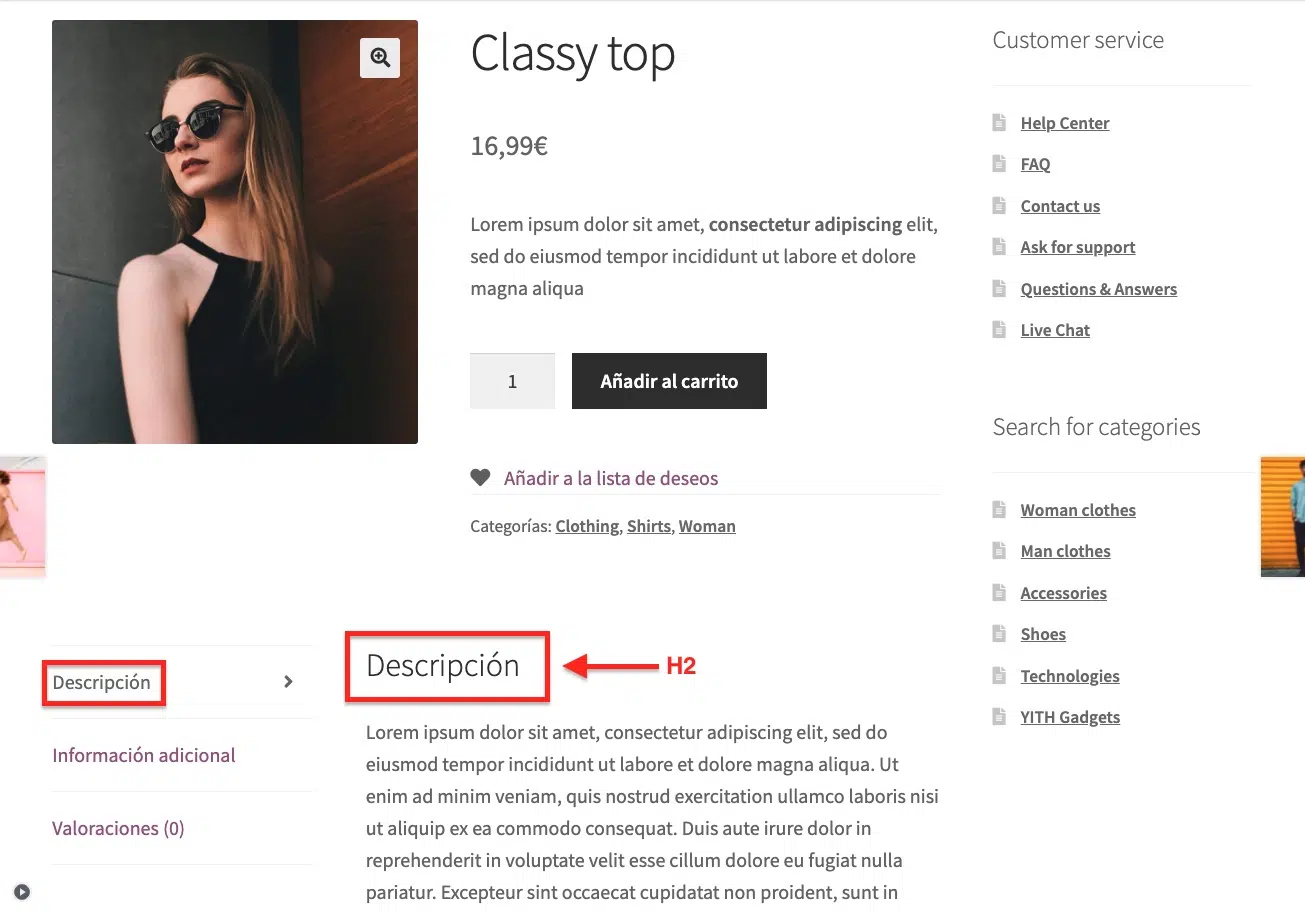 Classy top
16,99€
Lorem ipsum dolor sit amet, consectetur adipiscing elit,
sed do eiusmod tempor incididunt ut labore et dolore
magna aliqua
1
Añadir al carrito
Añadir a la lista de deseos
Categorías: Clothing, Shirts, Woman
Customer service
Help Center
FAQ
Contact us
Ask for support
Questions & Answers
Live Chat
Search for categories
Woman clothes
Man clothes
Accessories
Shoes
Technologies
YITH Gadgets
Descripción
Información adicional
Valoraciones (0)
Descripción
H2
Lorem ipsum dolor sit amet, consectetur adipiscing elit, sed do
eiusmod tempor incididunt ut labore et dolore magna aliqua. Ut
enim ad minim veniam, quis nostrud exercitation ullamco laboris nisi
ut aliquip ex ea commodo consequat. Duis aute irure dolor in
reprehenderit in voluptate velit esse cillum dolore eu fugiat nulla
pariatur. Excepteur sint occaecat cupidatat non proident, sunt in